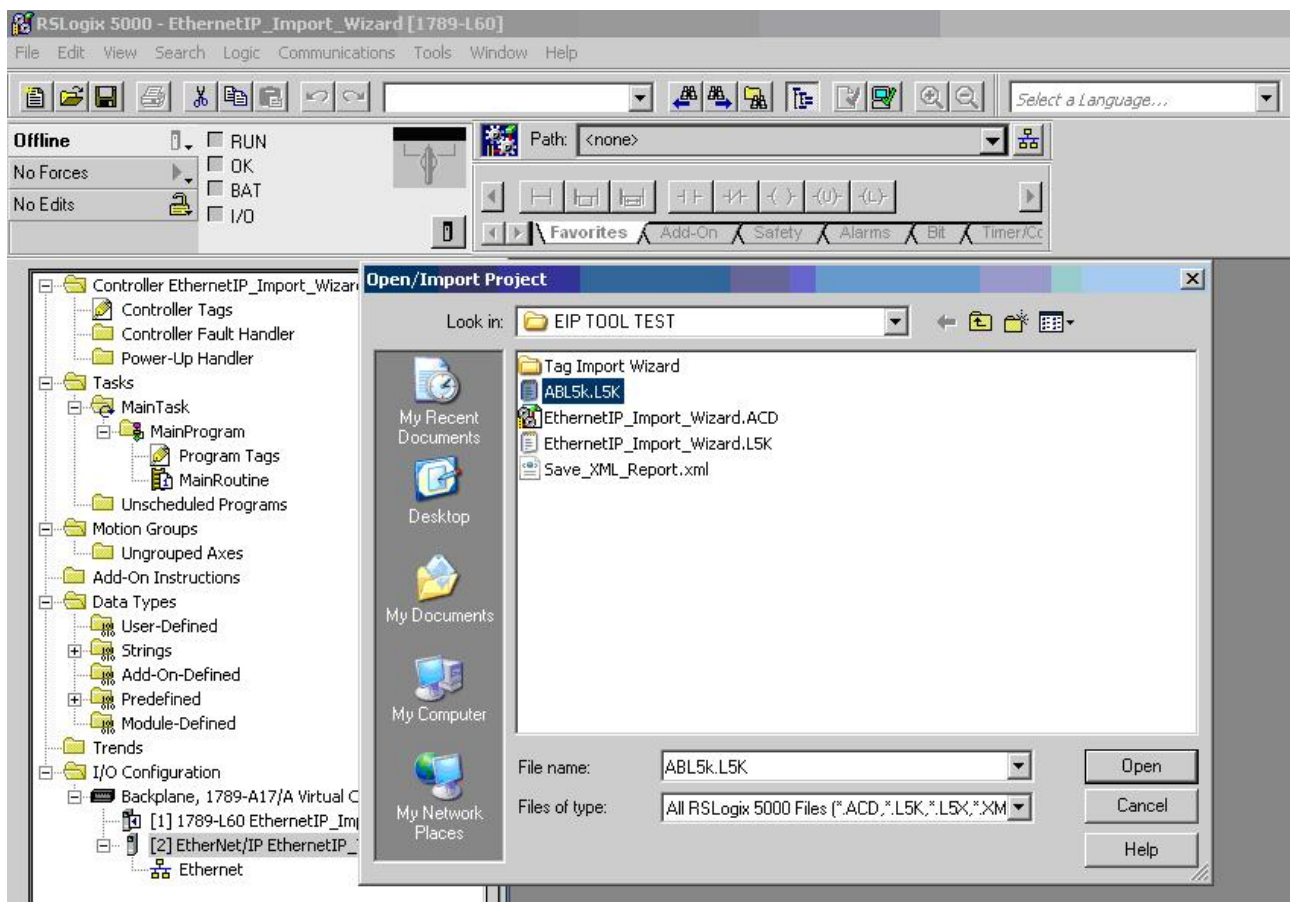 RSLogix 5000 - EthernetIP_Import_Wizard [1789-L60]
File Edit View Search Logic Communications Tools Window Help
Select a Language...
Offline
RUN
No Forces
OK
No Edits
BAT
I/O
Path: <none>
Favorites Add-On Safety Alarms Bit Timer/Cc
Controller EthernetIP_Import_Wizar
Controller Tags
Controller Fault Handler
Power-Up Handler
Tasks
MainTask
MainProgram
Program Tags
MainRoutine
Unscheduled Programs
Motion Groups
Ungrouped Axes
Add-On Instructions
Data Types
User-Defined
Strings
Add-On-Defined
Predefined
Module-Defined
Trends
I/O Configuration
Backplane, 1789-A17/A Virtual C
[1] 1789-L60 EthernetIP_Im
[2] EtherNet/IP EthernetIP_
Ethernet
Open/Import Project
Look in: EIP TOOL TEST
My Recent
Documents
Desktop
My Documents
My Computer
My Network
Places
Tag Import Wizard
ABL5k.L5K
EthernetIP_Import_Wizard.ACD
EthernetIP_Import_Wizard.L5K
Save_XML_Report.xml
File name: ABL5k.L5K
Open
Files of type: All RSLogix 5000 Files (*.ACD,*.L5K,*.L5X,*.XM
Cancel
Help